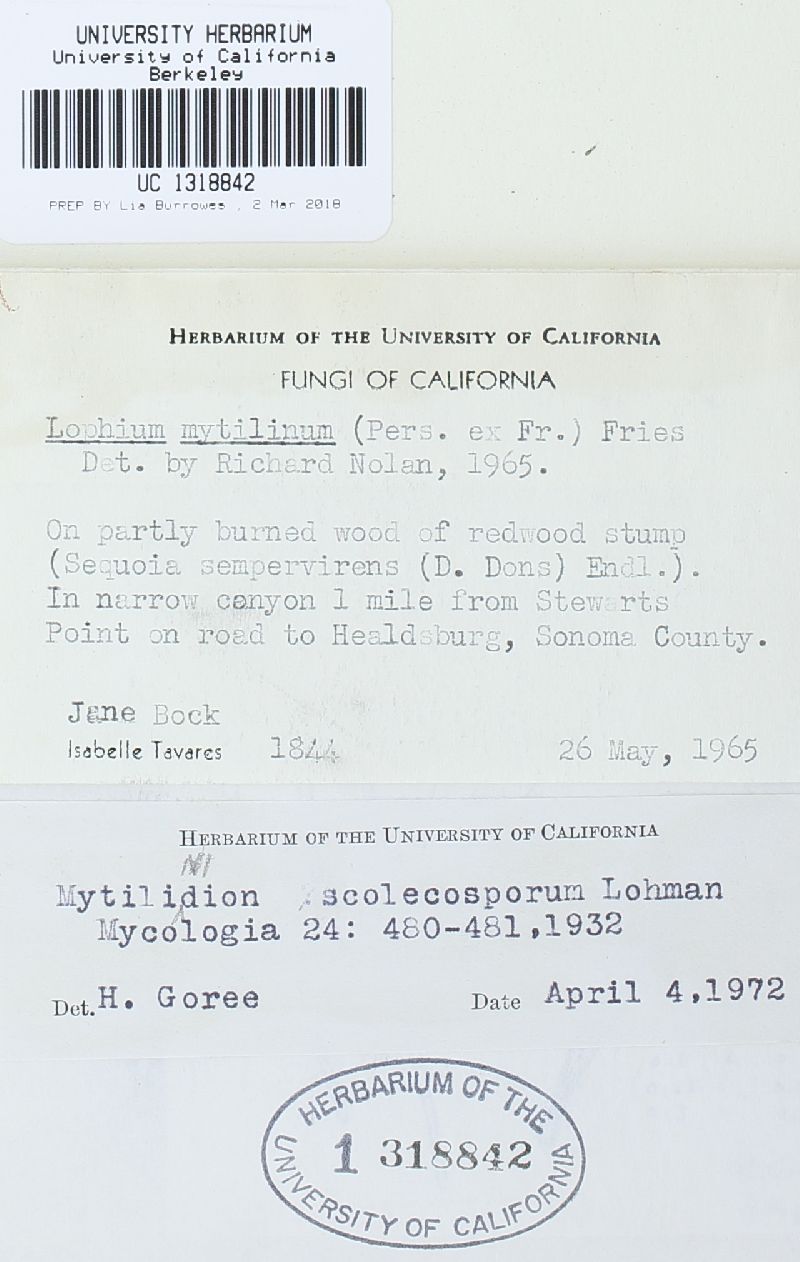 UNIVERSITY HERBARIUM
University of California
Berkeley
UC 1318842
PREP BY Lia Burrowes , 2 Mar 2018
HERBARIUM OF THE UNIVERSITY OF CALIFORNIA
FUNGI OF CALIFORNIA
Lophium mytilinum (Pers. ex Fr.) Fries
Det. by Richard Nolan, 1965.
On partly burned wood of redwood stump
(Sequoia sempervirens (D. Dons) Endl.).
In narrow canyon 1 mile from Stewarts
Point on road to Healdsburg, Sonoma County.
Jane Bock
Isabelle Tavares 1844
26 May, 1965
HERBARIUM OF THE UNIVERSITY OF CALIFORNIA
Mytilidion scolecosporum Lohman
Mycologia 24: 480-481,1932
Det. H. Goree
Date April 4,1972
HERBARIUM OF THE
1 318842
UNIVERSITY OF CALIFORNIA